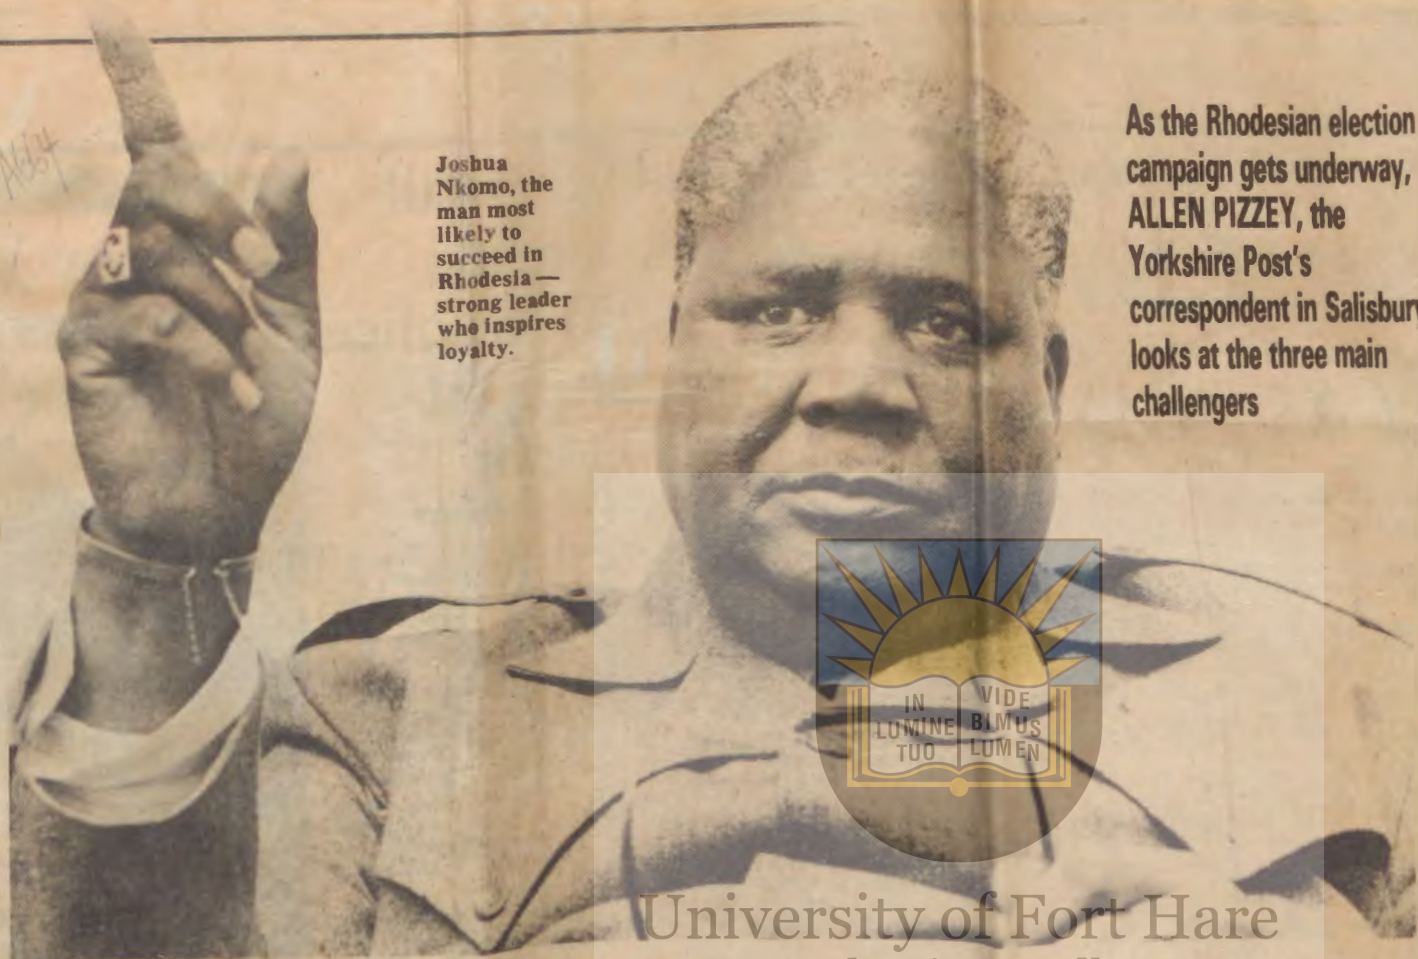 Joshua
Nkomo, the
man most
likely to
succeed in
Rhodesia —
strong leader
who inspires
loyalty.
As the Rhodesian election
campaign gets underway,
ALLEN PIZZEY, the
Yorkshire Post's
correspondent in Salisbury
looks at the three main
challengers
IN
LUMINE
TUO
VIDE
BIMUS
LUMEN
University of Fort Hare